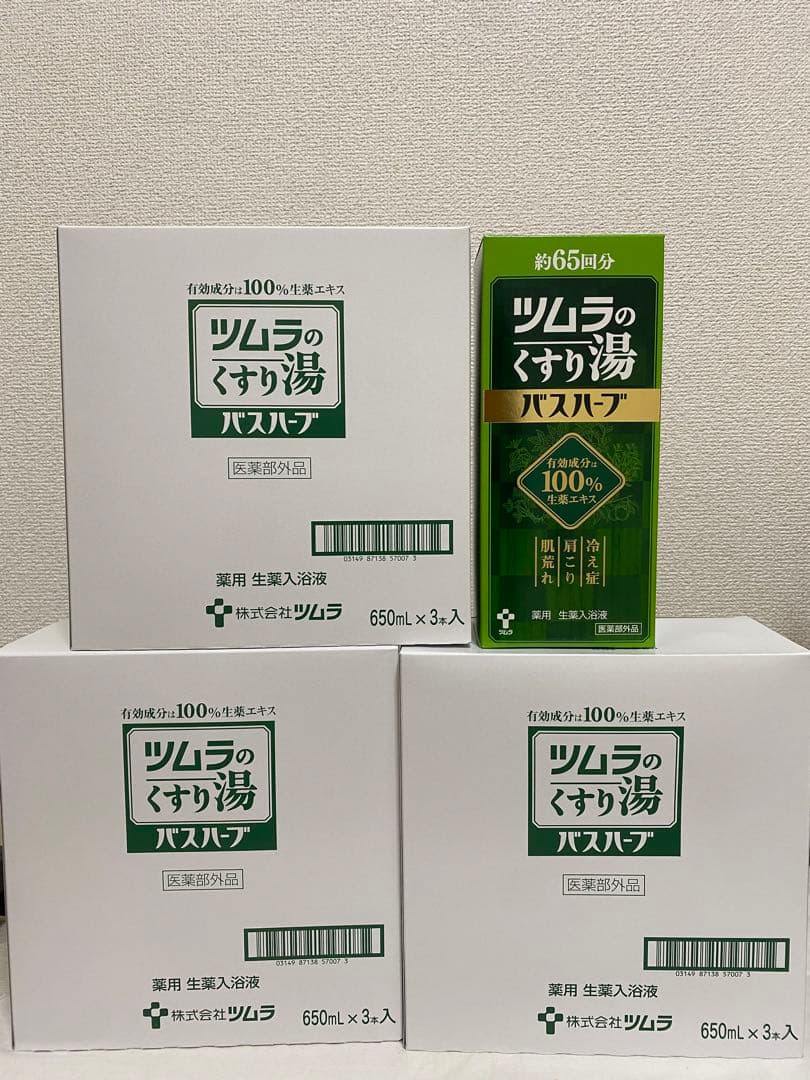 有効成分は100%生薬エキス
ツムラの
くすり湯
バスハーブ
医薬部外品
03149 87138 57007 3
薬用 生薬入浴液
株式会社ツムラ
650mL×3本入
約65回分
ツムラの
くすり湯
バスハーブ
有効成分は
100%
生薬エキス
冷え症
肩こり
肌荒れ
ツムラ
薬用 生薬入浴液
医薬部外品
有効成分は100%生薬エキス
ツムラの
くすり湯
バスハーブ
医薬部外品
03149 87138 57007 3
薬用 生薬入浴液
株式会社ツムラ
650mL×3本入
有効成分は100%生薬エキス
ツムラの
くすり湯
バスハーブ
医薬部外品
03149 87138 57007 3
薬用 生薬入浴液
株式会社ツムラ
650mL×3本入